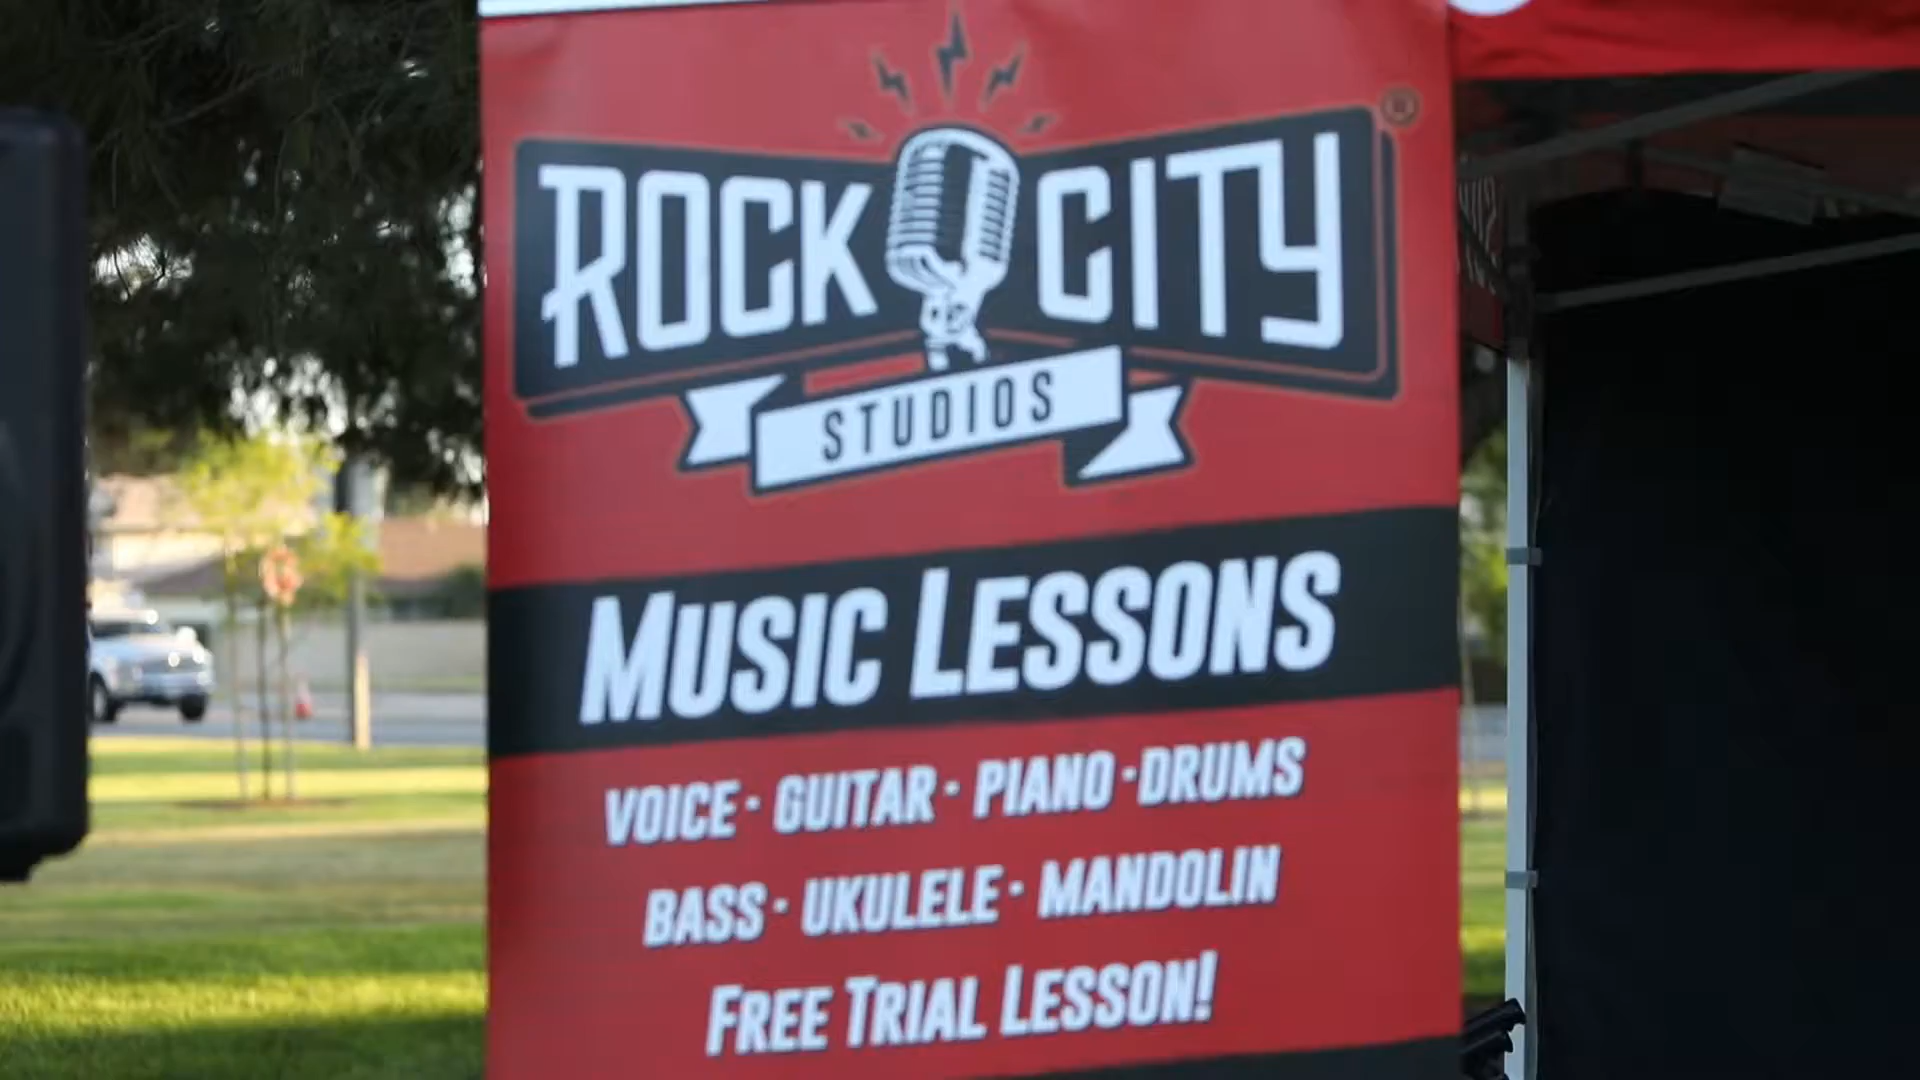 ROCK CITY ®
STUDIOS
MUSIC LESSONS
VOICE · GUITAR · PIANO · DRUMS
BASS · UKULELE · MANDOLIN
FREE TRIAL LESSON!